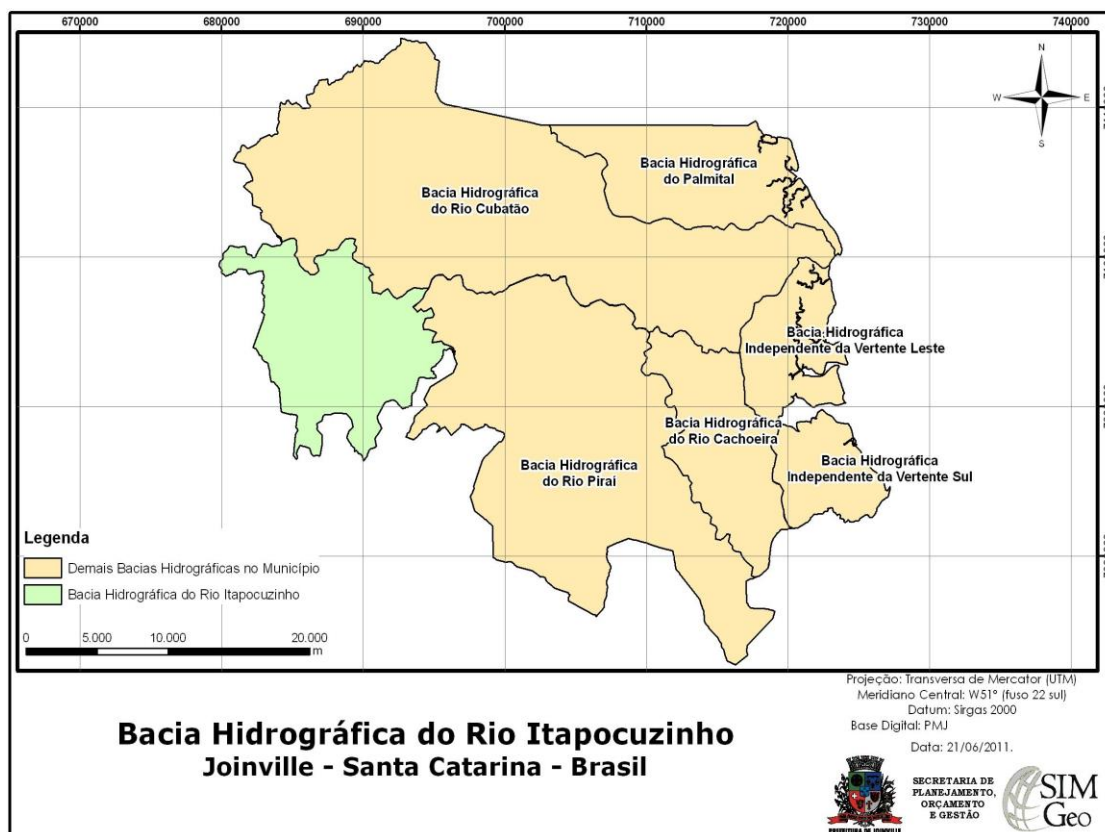 670000 680000 690000 700000 710000 720000 730000 740000
N
W E
S
Bacia Hidrográfica
do Palmital
Bacia Hidrográfica
do Rio Cubatão
Bacia Hidrográfica
Independente da Vertente Leste
Bacia Hidrográfica
do Rio Cachoeira
Bacia Hidrográfica
Independente da Vertente Sul
Bacia Hidrográfica
do Rio Piraí
Legenda
Demais Bacias Hidrográficas no Município
Bacia Hidrográfica do Rio Itapocuzinho
0 5.000 10.000 20.000
m
Projeção: Transversa de Mercator (UTM)
Meridiano Central: W51º (fuso 22 sul)
Datum: Sirgas 2000
Base Digital: PMJ
Data: 21/06/2011.
Bacia Hidrográfica do Rio Itapocuzinho
Joinville - Santa Catarina - Brasil
SECRETARIA DE
PLANEJAMENTO,
ORÇAMENTO
E GESTÃO
PREFEITURA DE JOINVILLE
SIM
Geo